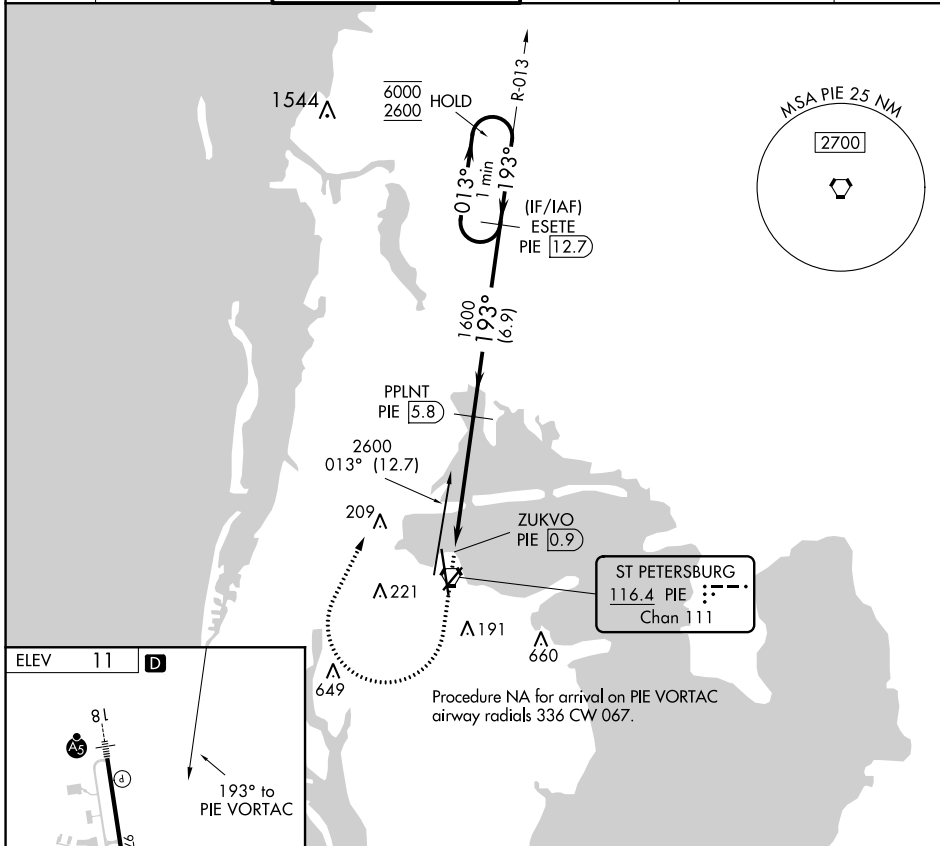 1544
6000
2600
HOLD
R-013
013°
1 min
193°
(IF/IAF)
ESETE
PIE 12.7
MSA PIE 25 NM
2700
1600
193°
(6.9)
PPLNT
PIE 5.8
2600
013° (12.7)
209
ZUKVO
PIE 0.9
ST PETERSBURG
116.4 PIE
Chan 111
221
191
660
649
Procedure NA for arrival on PIE VORTAC
airway radials 336 CW 067.
ELEV 11 D
18
A5
P
193° to
PIE VORTAC